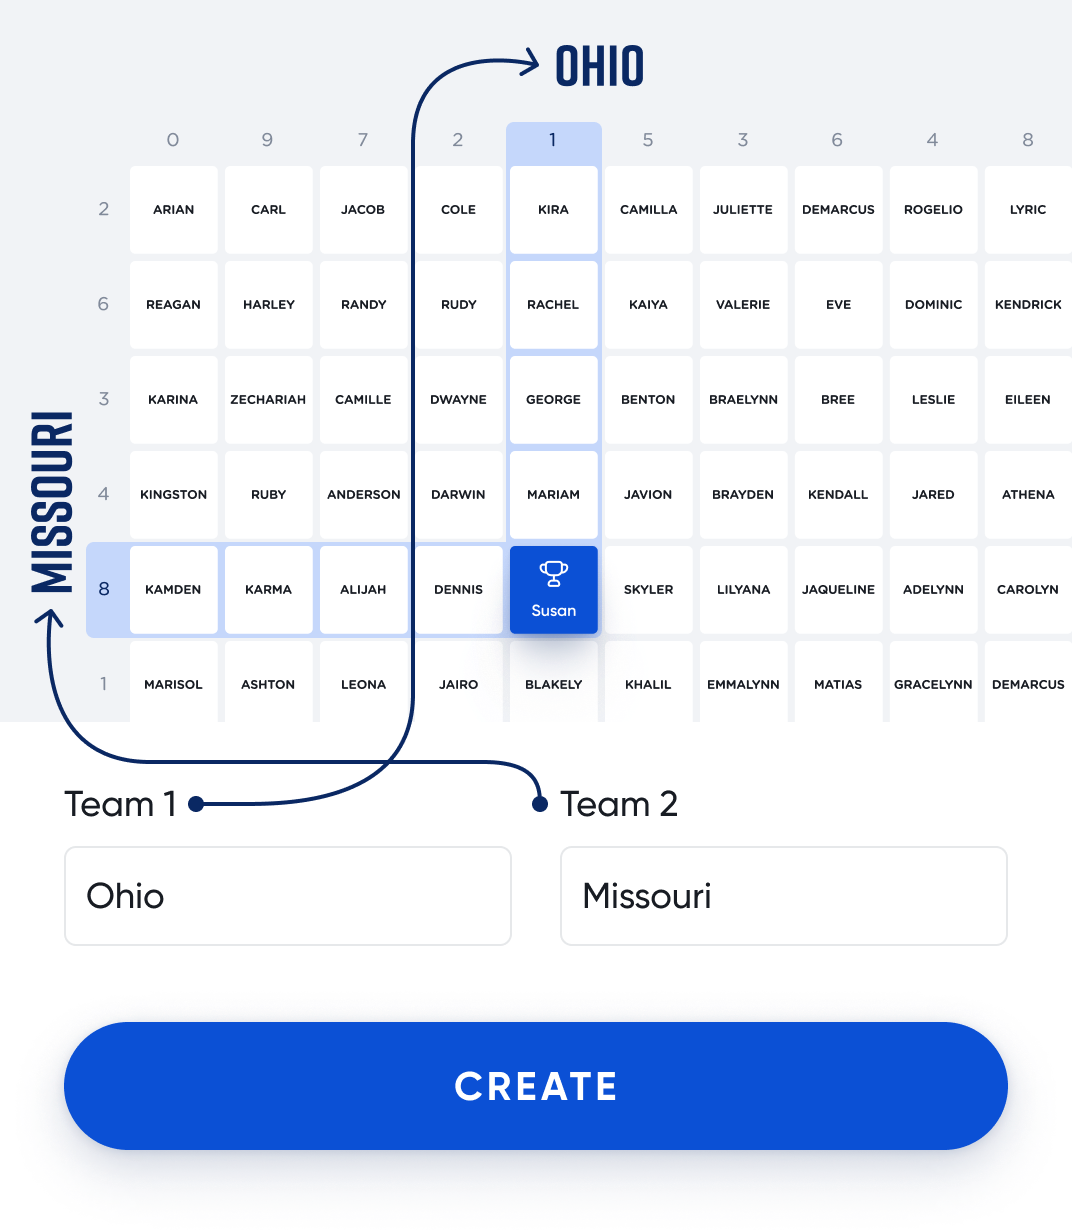 OHIO
0 9 7 2 1 5 3 6 4 8
2 ARIAN CARL JACOB COLE KIRA CAMILLA JULIETTE DEMARCUS ROGELIO LYRIC
6 REAGAN HARLEY RANDY RUDY RACHEL KAIYA VALERIE EVE DOMINIC KENDRICK
3 KARINA ZECHARIAH CAMILLE DWAYNE GEORGE BENTON BRAELYNN BREE LESLIE EILEEN
MISSOURI
4 KINGSTON RUBY ANDERSON DARWIN MARIAM JAVION BRAYDEN KENDALL JARED ATHENA
8 KAMDEN KARMA ALIJAH DENNIS Susan SKYLER LILYANA JAQUELINE ADELYNN CAROLYN
1 MARISOL ASHTON LEONA JAIRO BLAKELY KHALIL EMMALYNN MATIAS GRACELYNN DEMARCUS
Team 1 Team 2
Ohio Missouri
CREATE